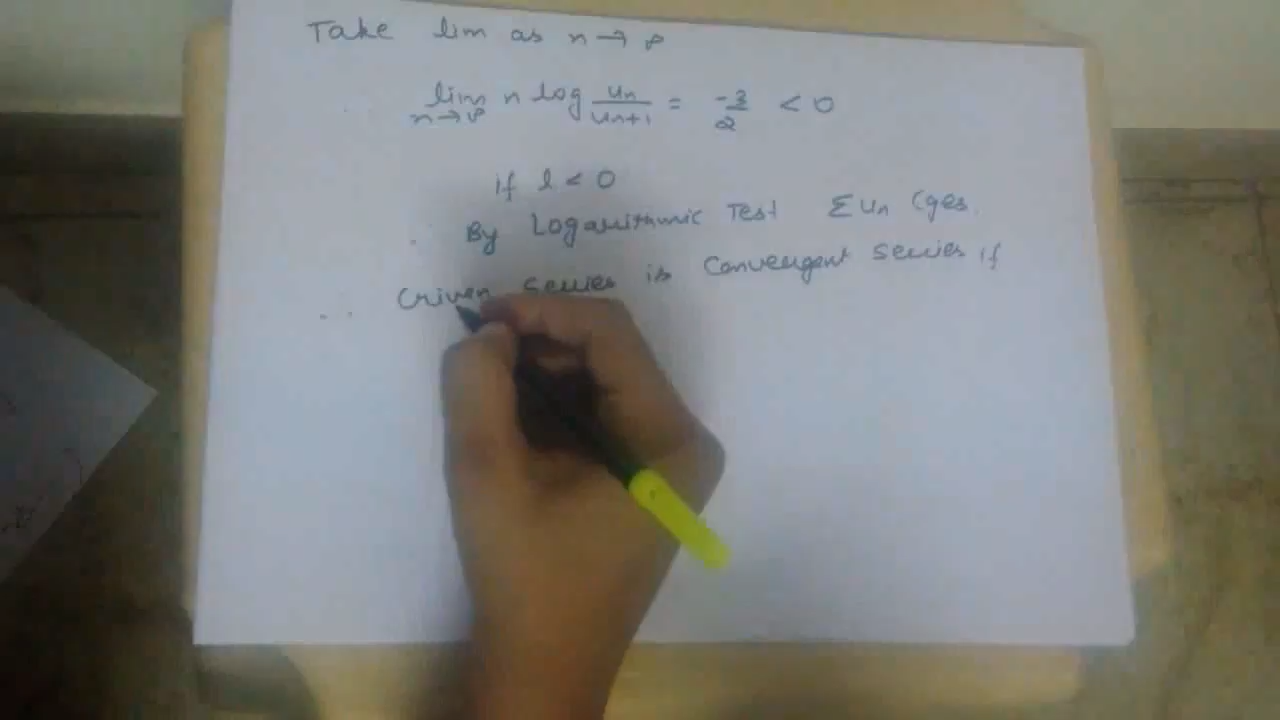 Take lim as n → ∞
lim n→∞ n log un/un+1 = -3/2 < 0
if l < 0
. By Logarithmic Test Σ un Cges.
∴ Given series is Convergent series if